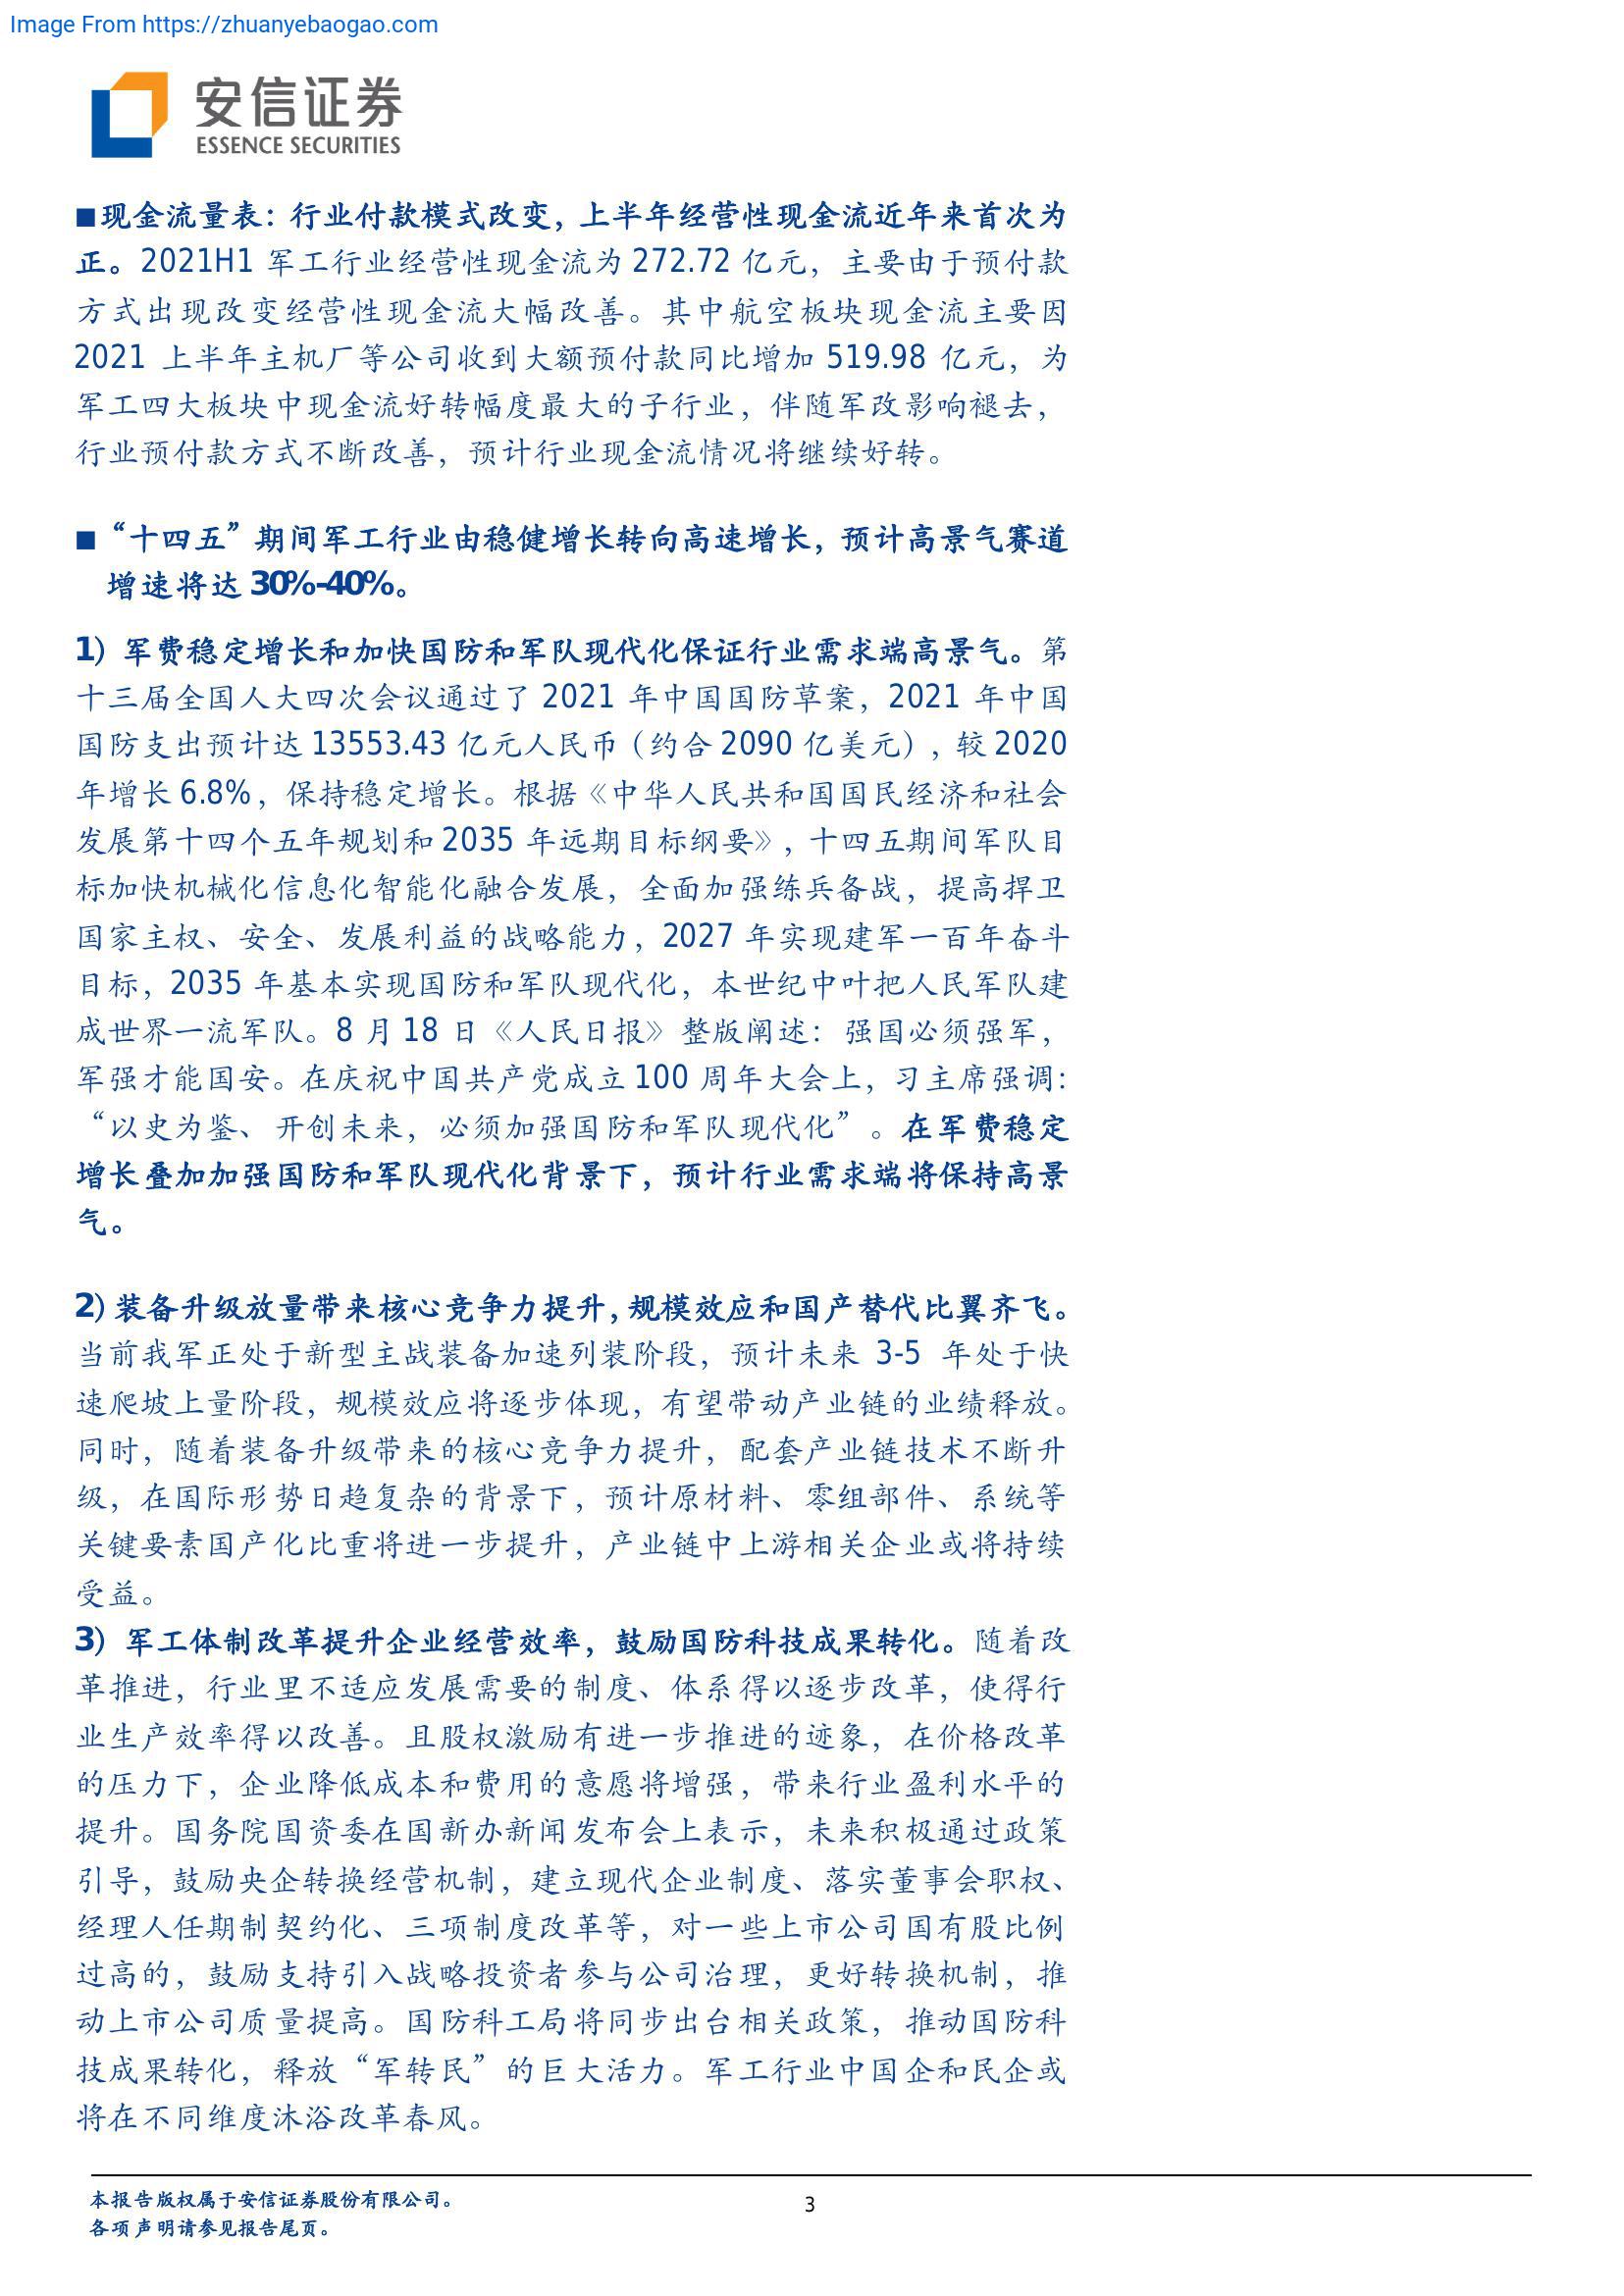 Image From https://zhuanyebaogao.com
安信证券
ESSENCE SECURITIES
■现金流量表：行业付款模式改变，上半年经营性现金流近年来首次为
正。2021H1 军工行业经营性现金流为 272.72 亿元，主要由于预付款
方式出现改变经营性现金流大幅改善。其中航空板块现金流主要因
2021 上半年主机厂等公司收到大额预付款同比增加 519.98 亿元，为
军工四大板块中现金流好转幅度最大的子行业，伴随军改影响褪去，
行业预付款方式不断改善，预计行业现金流情况将继续好转。
■“十四五”期间军工行业由稳健增长转向高速增长，预计高景气赛道
增速将达 30%-40%。
1）军费稳定增长和加快国防和军队现代化保证行业需求端高景气。第
十三届全国人大四次会议通过了 2021 年中国国防草案，2021 年中国
国防支出预计达 13553.43 亿元人民币（约合 2090 亿美元），较 2020
年增长 6.8%，保持稳定增长。根据《中华人民共和国国民经济和社会
发展第十四个五年规划和 2035 年远期目标纲要》，十四五期间军队目
标加快机械化信息化智能化融合发展，全面加强练兵备战，提高捍卫
国家主权、安全、发展利益的战略能力，2027 年实现建军一百年奋斗
目标，2035 年基本实现国防和军队现代化，本世纪中叶把人民军队建
成世界一流军队。8 月 18 日《人民日报》整版阐述：强国必须强军，
军强才能国安。在庆祝中国共产党成立 100 周年大会上，习主席强调：
“以史为鉴、开创未来，必须加强国防和军队现代化”。在军费稳定
增长叠加加强国防和军队现代化背景下，预计行业需求端将保持高景
气。
2）装备升级放量带来核心竞争力提升，规模效应和国产替代比翼齐飞。
当前我军正处于新型主战装备加速列装阶段，预计未来 3-5 年处于快
速爬坡上量阶段，规模效应将逐步体现，有望带动产业链的业绩释放。
同时，随着装备升级带来的核心竞争力提升，配套产业链技术不断升
级，在国际形势日趋复杂的背景下，预计原材料、零组部件、系统等
关键要素国产化比重将进一步提升，产业链中上游相关企业或将持续
受益。
3）军工体制改革提升企业经营效率，鼓励国防科技成果转化。随着改
革推进，行业里不适应发展需要的制度、体系得以逐步改革，使得行
业生产效率得以改善。且股权激励有进一步推进的迹象，在价格改革
的压力下，企业降低成本和费用的意愿将增强，带来行业盈利水平的
提升。国务院国资委在国新办新闻发布会上表示，未来积极通过政策
引导，鼓励央企转换经营机制，建立现代企业制度、落实董事会职权、
经理人任期制契约化、三项制度改革等，对一些上市公司国有股比例
过高的，鼓励支持引入战略投资者参与公司治理，更好转换机制，推
动上市公司质量提高。国防科工局将同步出台相关政策，推动国防科
技成果转化，释放“军转民”的巨大活力。军工行业中国企和民企或
将在不同维度沐浴改革春风。
本报告版权属于安信证券股份有限公司。
3
各项声明请参见报告尾页。